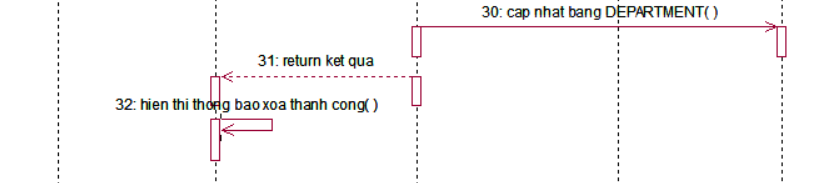 30: cap nhat bang DEPARTMENT( )
31: return ket qua
32: hien thi thong bao xoa thanh cong( )